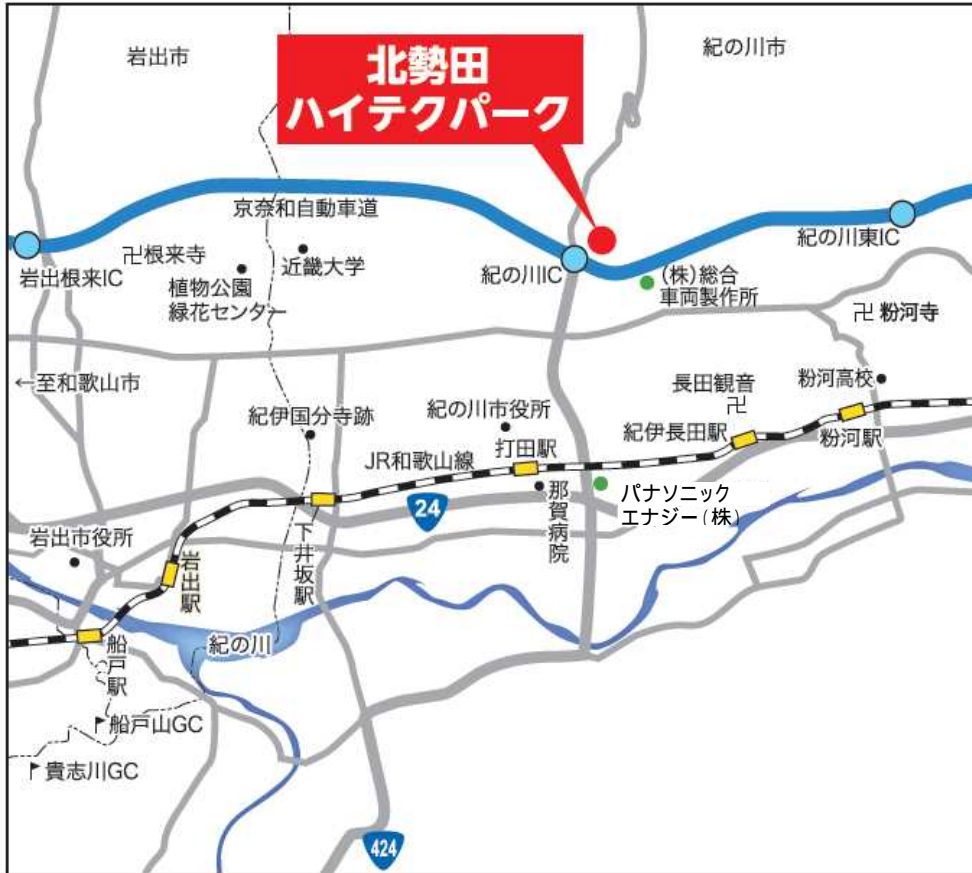 岩出市
紀の川市
北勢田
ハイテクパーク
京奈和自動車道
岩出根来IC
卍根来寺
植物公園
緑花センター
近畿大学
紀の川IC
(株)総合
車両製作所
紀の川東IC
卍 粉河寺
←至和歌山市
紀伊国分寺跡
紀の川市役所
打田駅
JR和歌山線
長田観音
卍
紀伊長田駅
粉河高校
粉河駅
24
那賀病院
パナソニック
エナジー(株)
岩出市役所
岩出駅
下井坂駅
船戸駅
紀の川
船戸山GC
貴志川GC
424